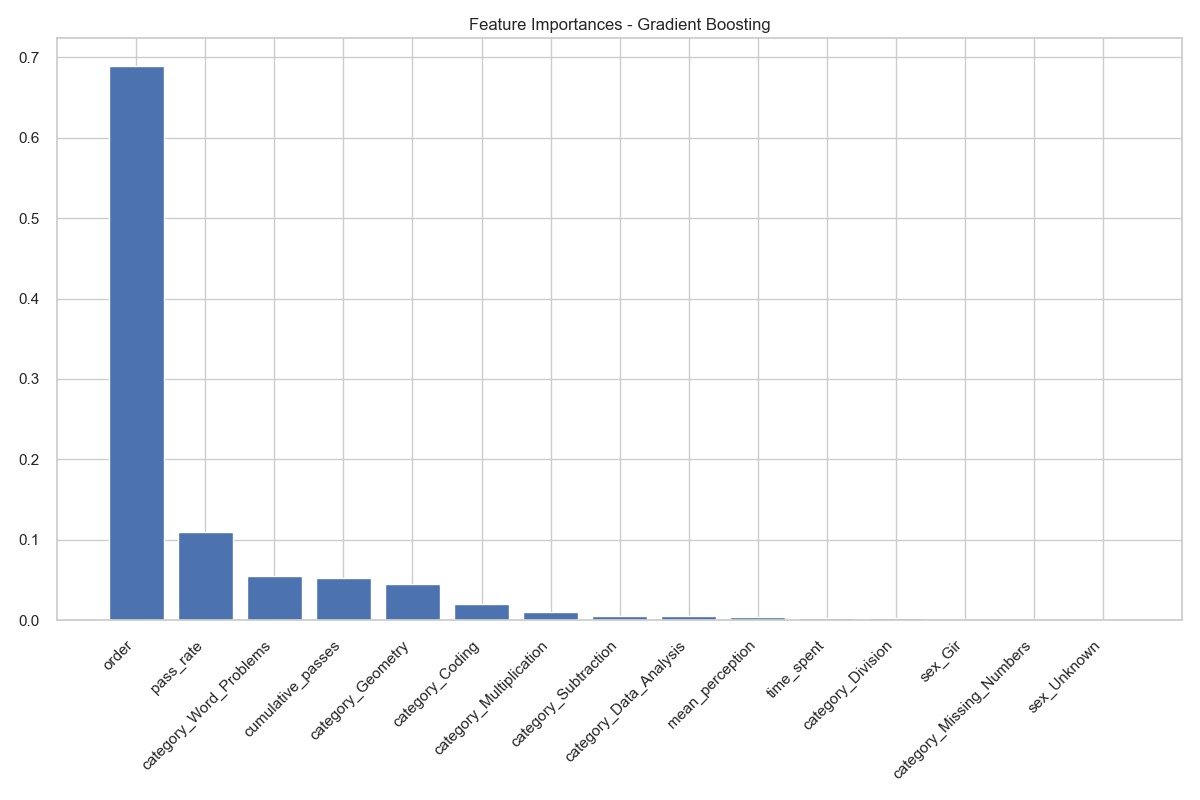 Feature Importances - Gradient Boosting
0.7
0.6
0.5
0.4
0.3
0.2
0.1
0.0
order
pass_rate
category_Word_Problems
cumulative_passes
category_Geometry
category_Coding
category_Multiplication
category_Subtraction
category_Data_Analysis
mean_perception
time_spent
category_Division
sex_Gir
category_Missing_Numbers
sex_Unknown